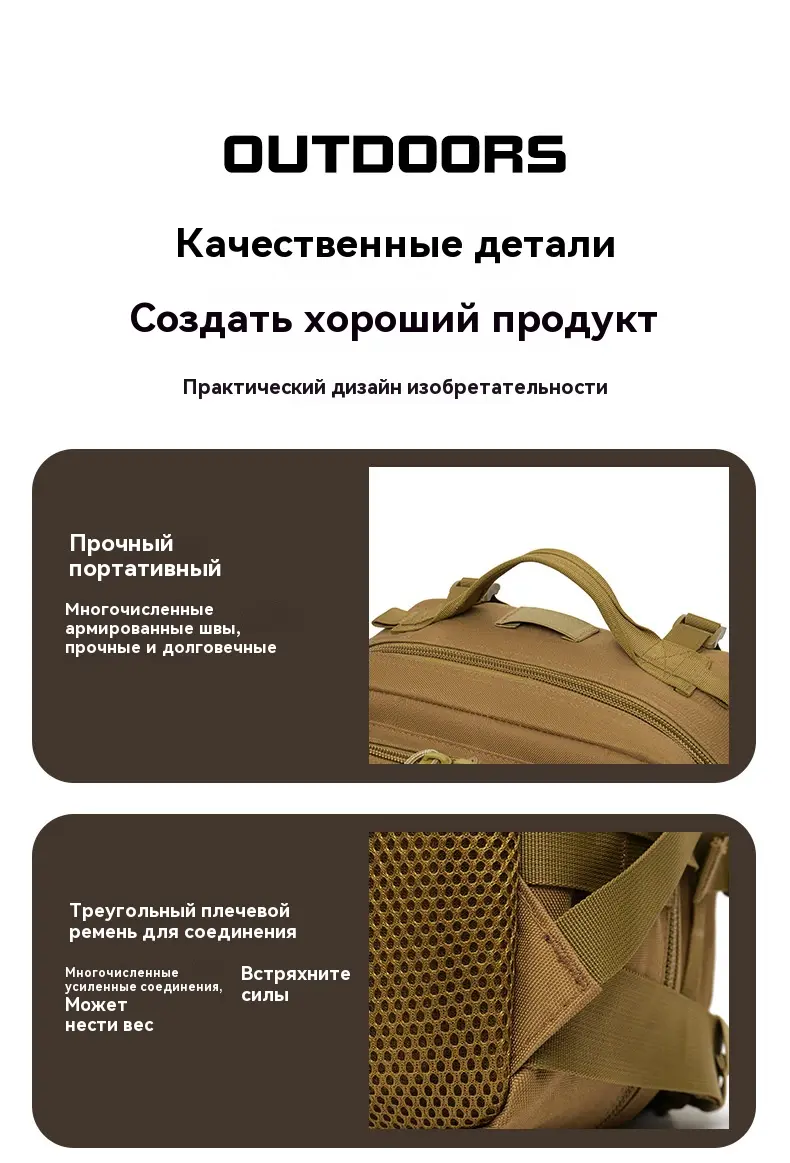 OUTDOORS
Качественные детали
Создать хороший продукт
Практический дизайн изобретательности
Прочный
портативный
Многочисленные
армированные швы,
прочные и долговечные
Треугольный плечевой
ремень для соединения
Многочисленные
усиленные соединения,
Может
нести вес
Встряхните
силы